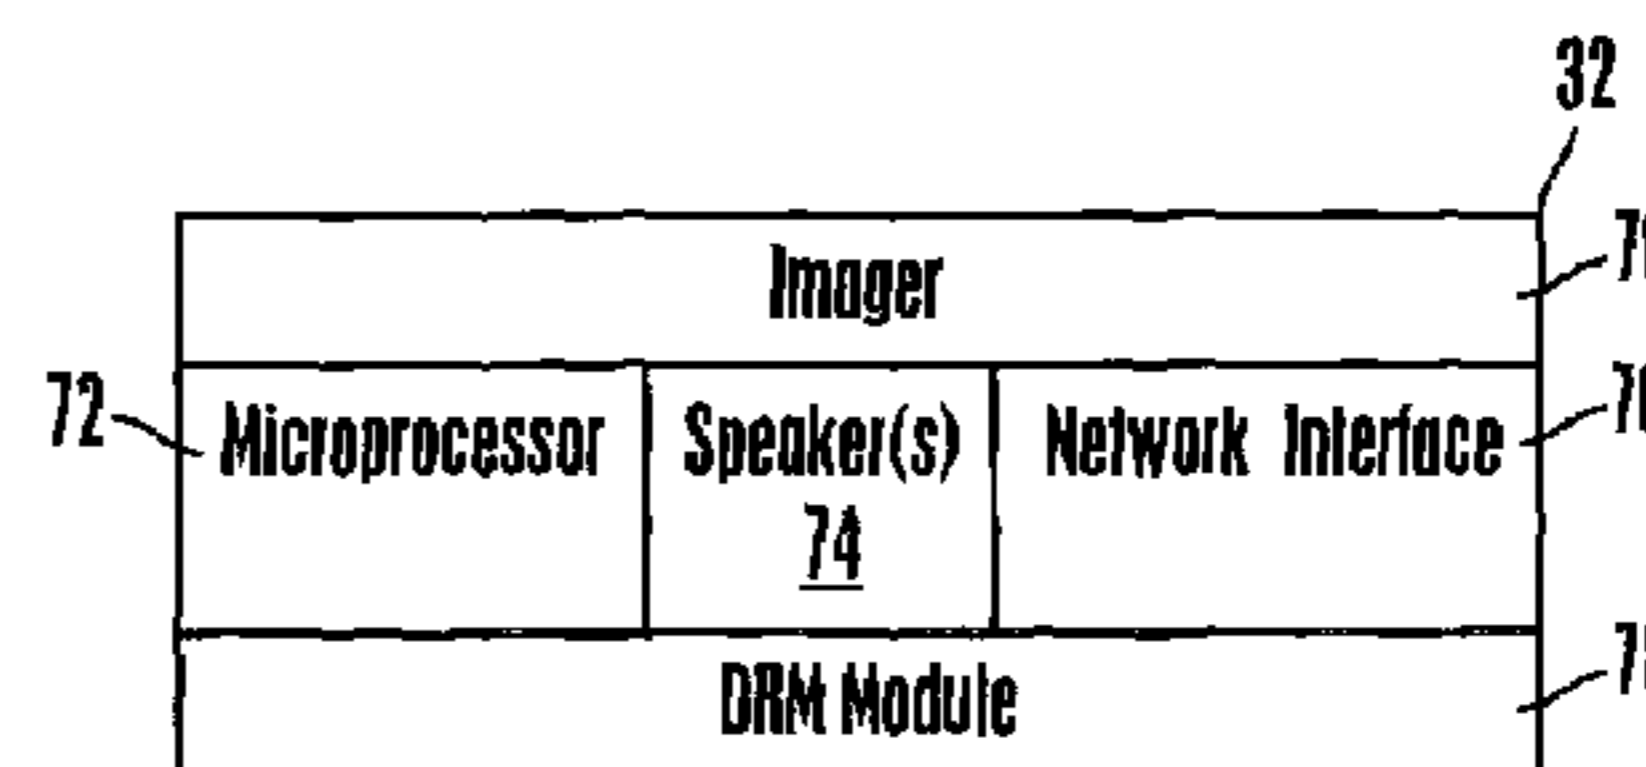 32
Imager
72
Microprocessor
Speaker(s)
Network Interface
74
DRM Module